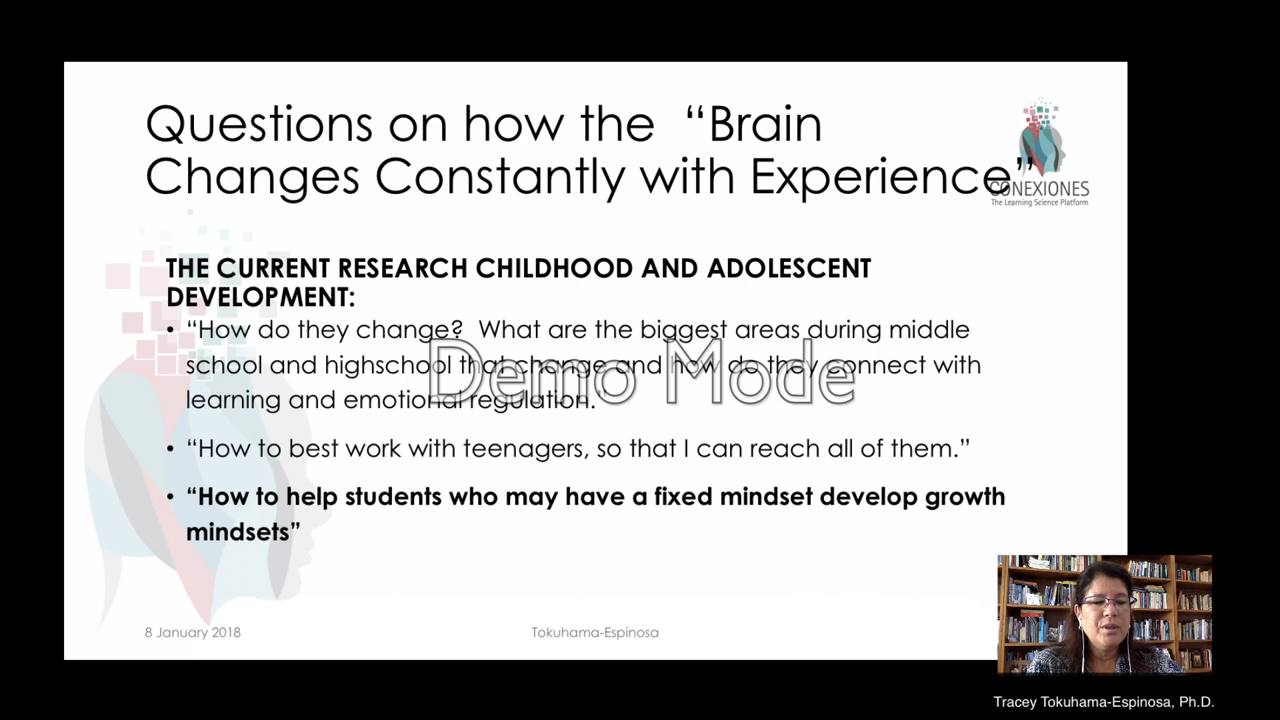 Questions on how the  “Brain
Changes Constantly with Experience”
CONEXIONES
The Learning Science Platform
THE CURRENT RESEARCH CHILDHOOD AND ADOLESCENT
DEVELOPMENT:
• “How do they change?  What are the biggest areas during middle
school and highschool that change and how do they connect with
learning and emotional regulation.”
Demo Mode
• “How to best work with teenagers, so that I can reach all of them.”
• “How to help students who may have a fixed mindset develop growth
mindsets”
8 January 2018
Tokuhama-Espinosa
Tracey Tokuhama-Espinosa, Ph.D.